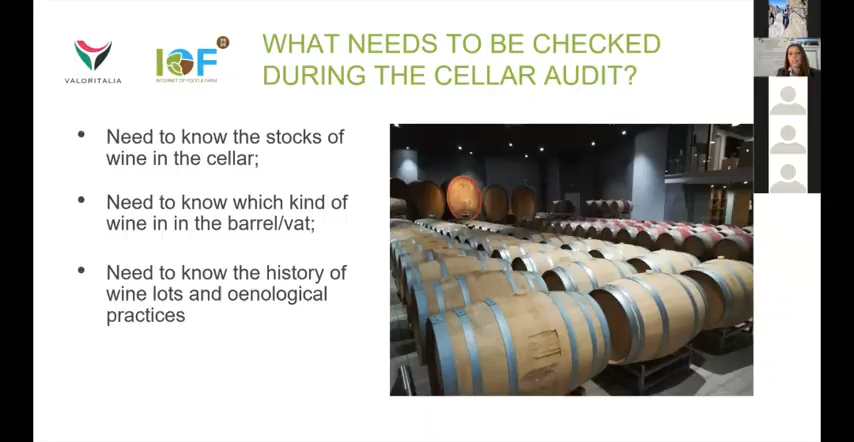 VALORITALIA
IOF
20
20
INTERNET OF FOOD & FARM
WHAT NEEDS TO BE CHECKED
DURING THE CELLAR AUDIT?
• Need to know the stocks of
wine in the cellar;
• Need to know which kind of
wine in in the barrel/vat;
• Need to know the history of
wine lots and oenological
practices